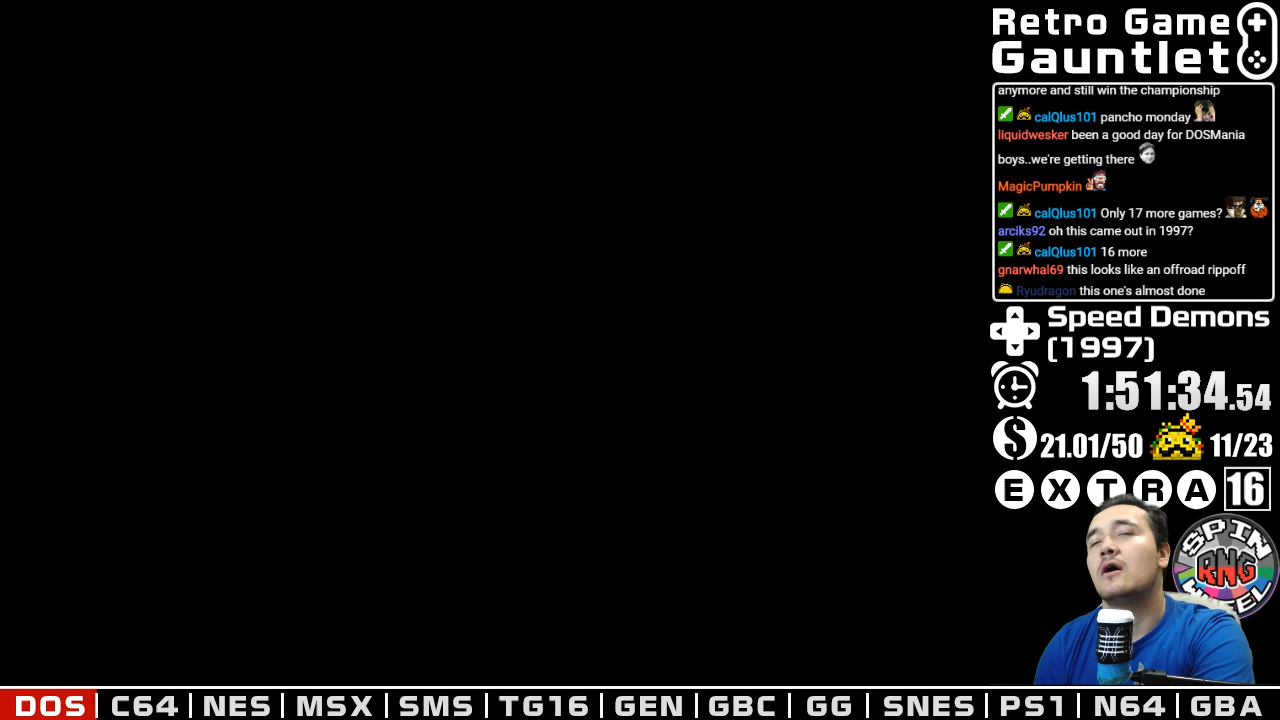 Retro Game
Gauntlet
anymore and still win the championship
calQlus101 pancho monday
liquidwesker been a good day for DOSMania
boys..we're getting there
MagicPumpkin
calQlus101 Only 17 more games?
arciks92 oh this came out in 1997?
calQlus101 16 more
gnarwhal69 this looks like an offroad rippoff
Ryudragon this one's almost done
Speed Demons
(1997)
1:51:34.54
$ 21.01/50 11/23
E X T R A 16
SPIN
RNG
WHEEL
DOS C64 NES MSX SMS TG16 GEN GBC GG SNES PS1 N64 GBA